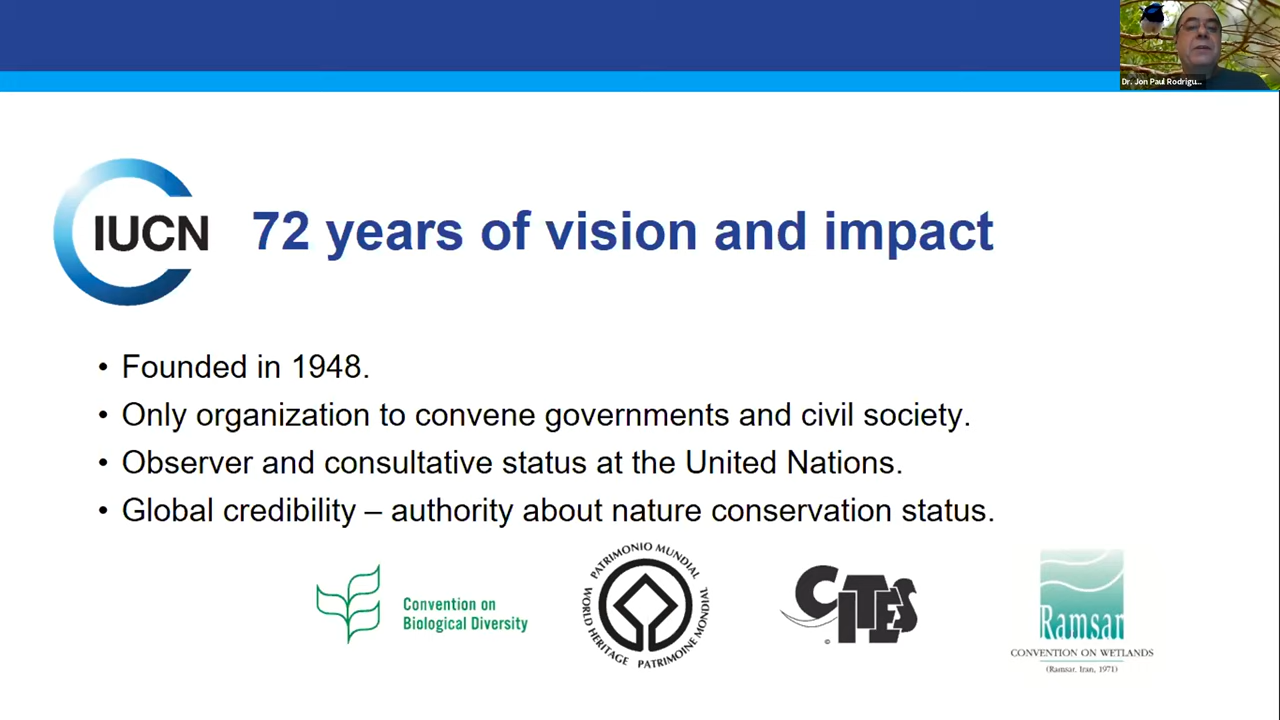 Dr. Jon Paul Rodrigu...
IUCN
72 years of vision and impact
• Founded in 1948.
• Only organization to convene governments and civil society.
• Observer and consultative status at the United Nations.
• Global credibility – authority about nature conservation status.
Convention on
Biological Diversity
PATRIMONIO MUNDIAL
WORLD HERITAGE
PATRIMOINE MONDIAL
CITES
©
Ramsar
CONVENTION ON WETLANDS
(Ramsar, Iran, 1971)